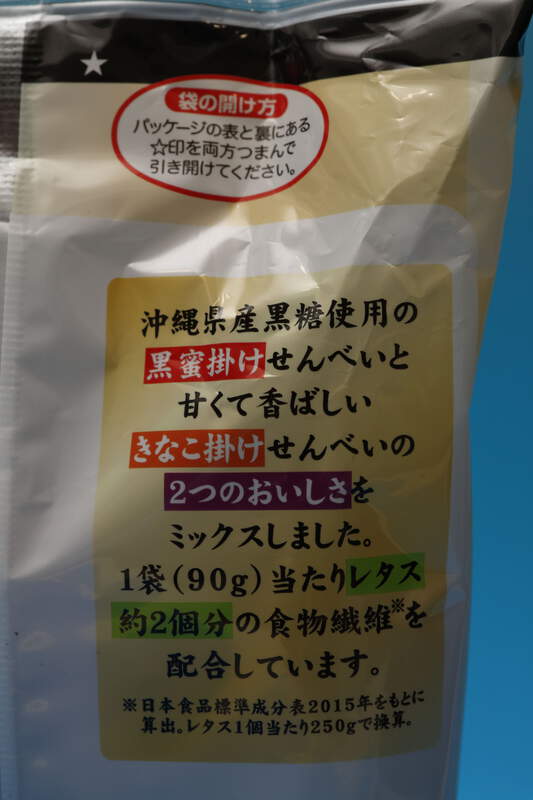 袋の開け方
パッケージの表と裏にある
☆印を両方つまんで
引き開けてください。
沖縄県産黒糖使用の
黒蜜掛けせんべいと
甘くて香ばしい
きなこ掛けせんべいの
2つのおいしさを
ミックスしました。
1袋(90g)当たりレタス
約2個分の食物繊維※を
配合しています。
※日本食品標準成分表2015年をもとに
算出。レタス1個当たり250gで換算。